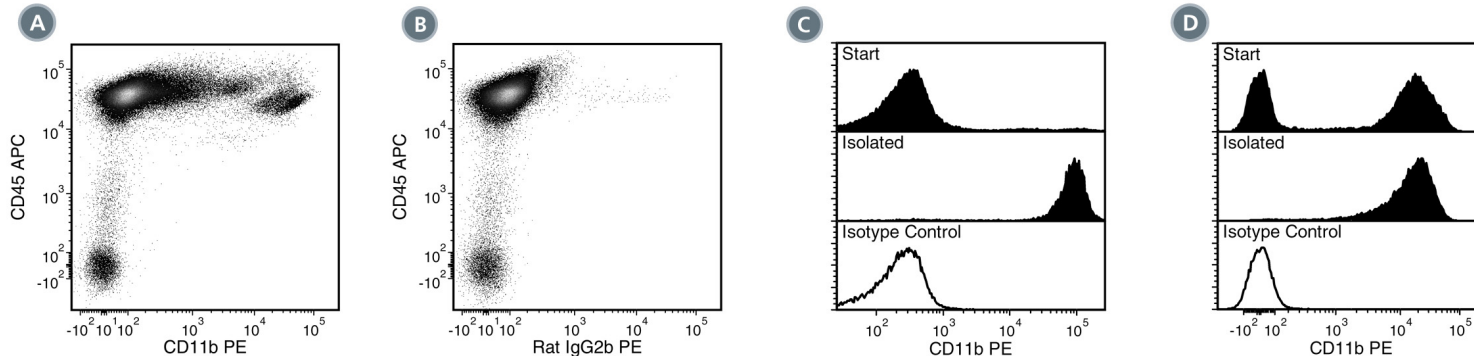 A
CD45 APC
10^5
10^4
10^3
10^2
-10^2
-10^2 10^1 10^2 10^3 10^4 10^5
CD11b PE
B
CD45 APC
10^5
10^4
10^3
10^2
-10^2
-10^2 10^1 10^2 10^3 10^4 10^5
Rat IgG2b PE
C
Start
Isolated
Isotype Control
10^2 10^3 10^4 10^5
CD11b PE
D
Start
Isolated
Isotype Control
-10^2 10^2 10^3 10^4 10^5
CD11b PE